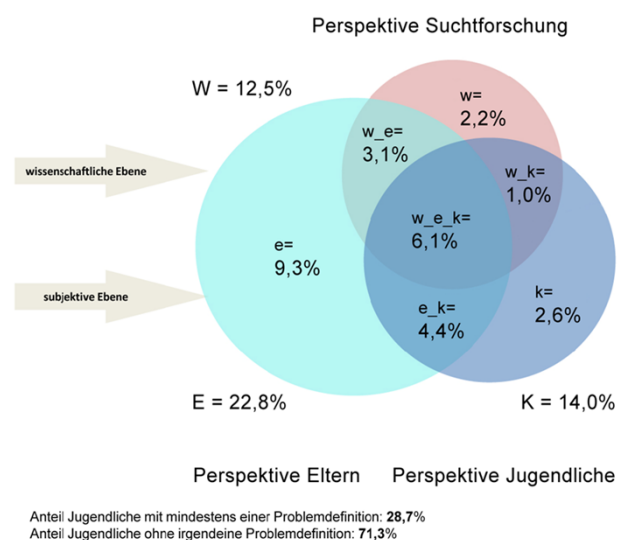 Perspektive Suchtforschung
W = 12,5%
w=
2,2%
w_e=
3,1%
wissenschaftliche Ebene
w_k=
1,0%
w_e_k=
6,1%
e=
9,3%
subjektive Ebene
k=
2,6%
e_k=
4,4%
E = 22,8%
K = 14,0%
Perspektive Eltern
Perspektive Jugendliche
Anteil Jugendliche mit mindestens einer Problemdefinition: 28,7%
Anteil Jugendliche ohne irgendeine Problemdefinition: 71,3%